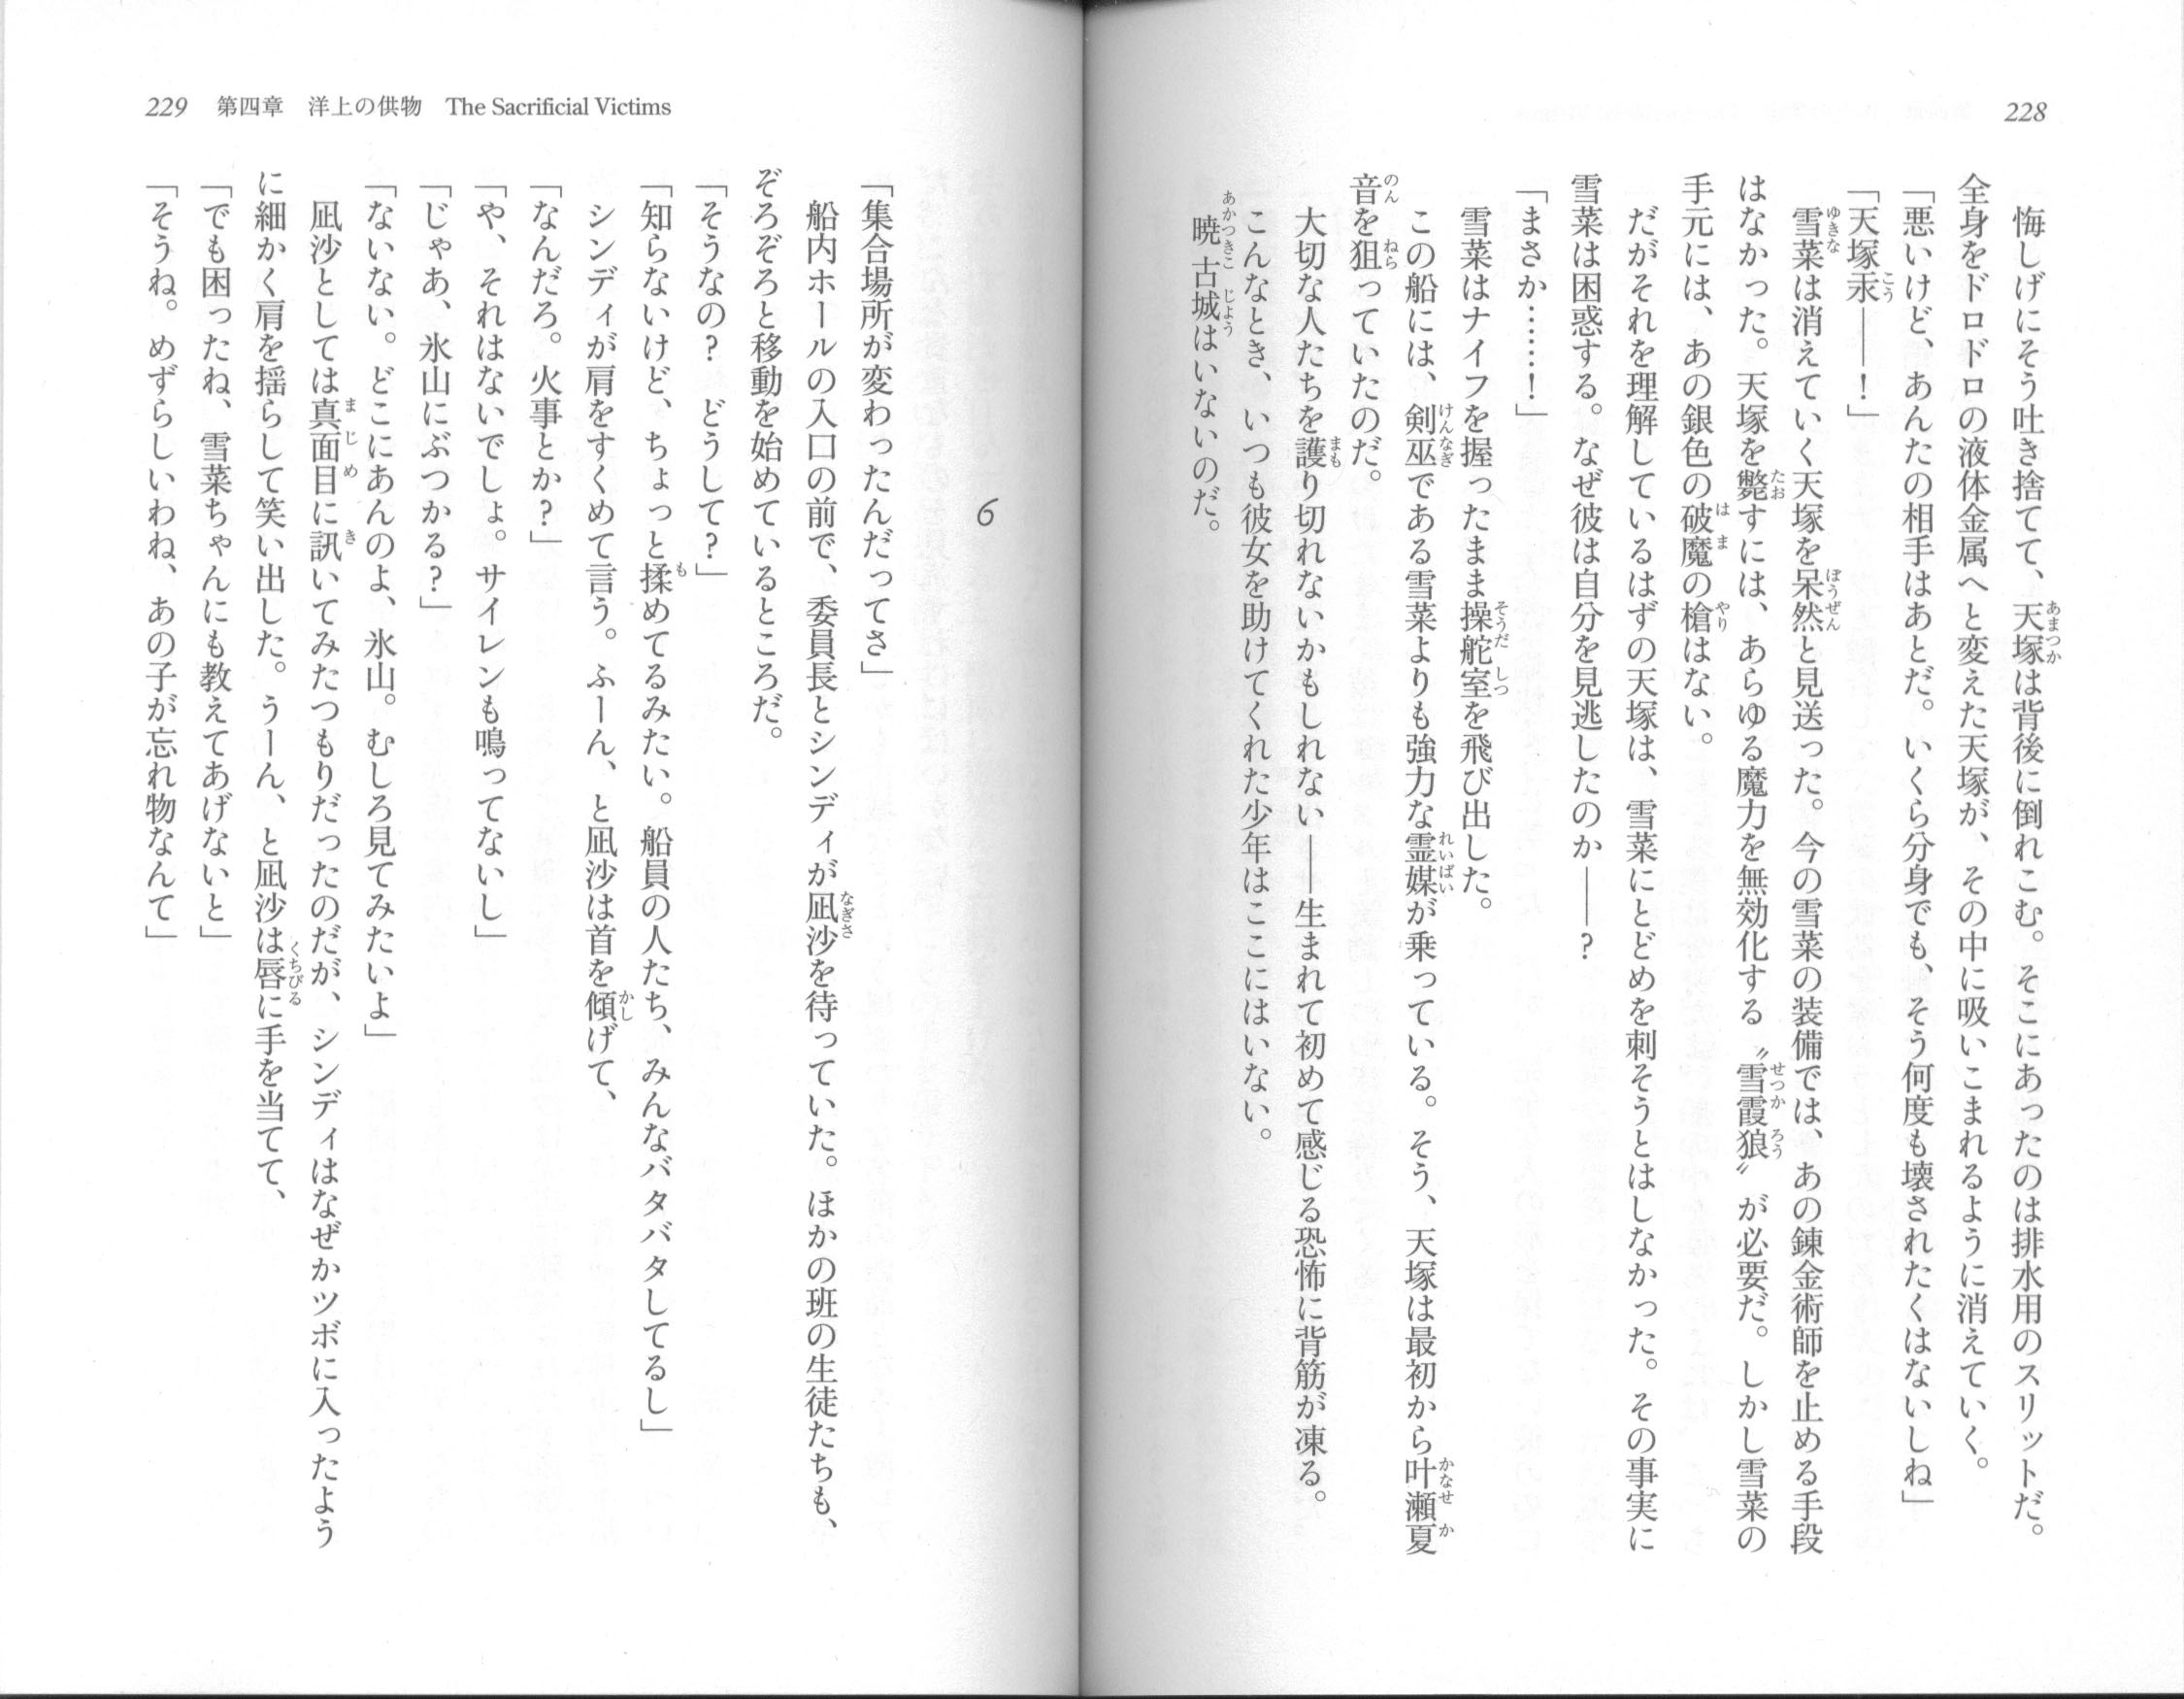 228
悔しげにそう吐き捨てて、天塚は背後に倒れこむ。そこにあったのは排水用のスリットだ。
全身をドロドロの液体金属へと変えた天塚が、その中に吸いこまれるように消えていく。
「悪いけど、あんたの相手はあとだ。いくら分身でも、そう何度も壊されたくはないしね」
「天塚汞――！」
雪菜は消えていく天塚を呆然と見送った。今の雪菜の装備では、あの錬金術師を止める手段
はなかった。天塚を斃すには、あらゆる魔力を無効化する〝雪霞狼〟が必要だ。しかし雪菜の
手元には、あの銀色の破魔の槍はない。
だがそれを理解しているはずの天塚は、雪菜にとどめを刺そうとはしなかった。その事実に
雪菜は困惑する。なぜ彼は自分を見逃したのか――？
「まさか……！」
雪菜はナイフを握ったまま操舵室を飛び出した。
この船には、剣巫である雪菜よりも強力な霊媒が乗っている。そう、天塚は最初から叶瀬夏
音を狙っていたのだ。
大切な人たちを護り切れないかもしれない――生まれて初めて感じる恐怖に背筋が凍る。
こんなとき、いつも彼女を助けてくれた少年はここにはいない。
暁古城はいないのだ。
229 第四章 洋上の供物 The Sacrificial Victims
6
「集合場所が変わったんだってさ」
船内ホールの入口の前で、委員長とシンディが凪沙を待っていた。ほかの班の生徒たちも、
ぞろぞろと移動を始めているところだ。
「そうなの？ どうして？」
「知らないけど、ちょっと揉めてるみたい。船員の人たち、みんなバタバタしてるし」
シンディが肩をすくめて言う。ふーん、と凪沙は首を傾げて、
「なんだろ。火事とか？」
「や、それはないでしょ。サイレンも鳴ってないし」
「じゃあ、氷山にぶつかる？」
「ないない。どこにあんのよ、氷山。むしろ見てみたいよ」
凪沙としては真面目に訊いてみたつもりだったのだが、シンディはなぜかツボに入ったよう
に細かく肩を揺らして笑い出した。うーん、と凪沙は唇に手を当てて、
「でも困ったね、雪菜ちゃんにも教えてあげないと」
「そうね。めずらしいわね、あの子が忘れ物なんて」